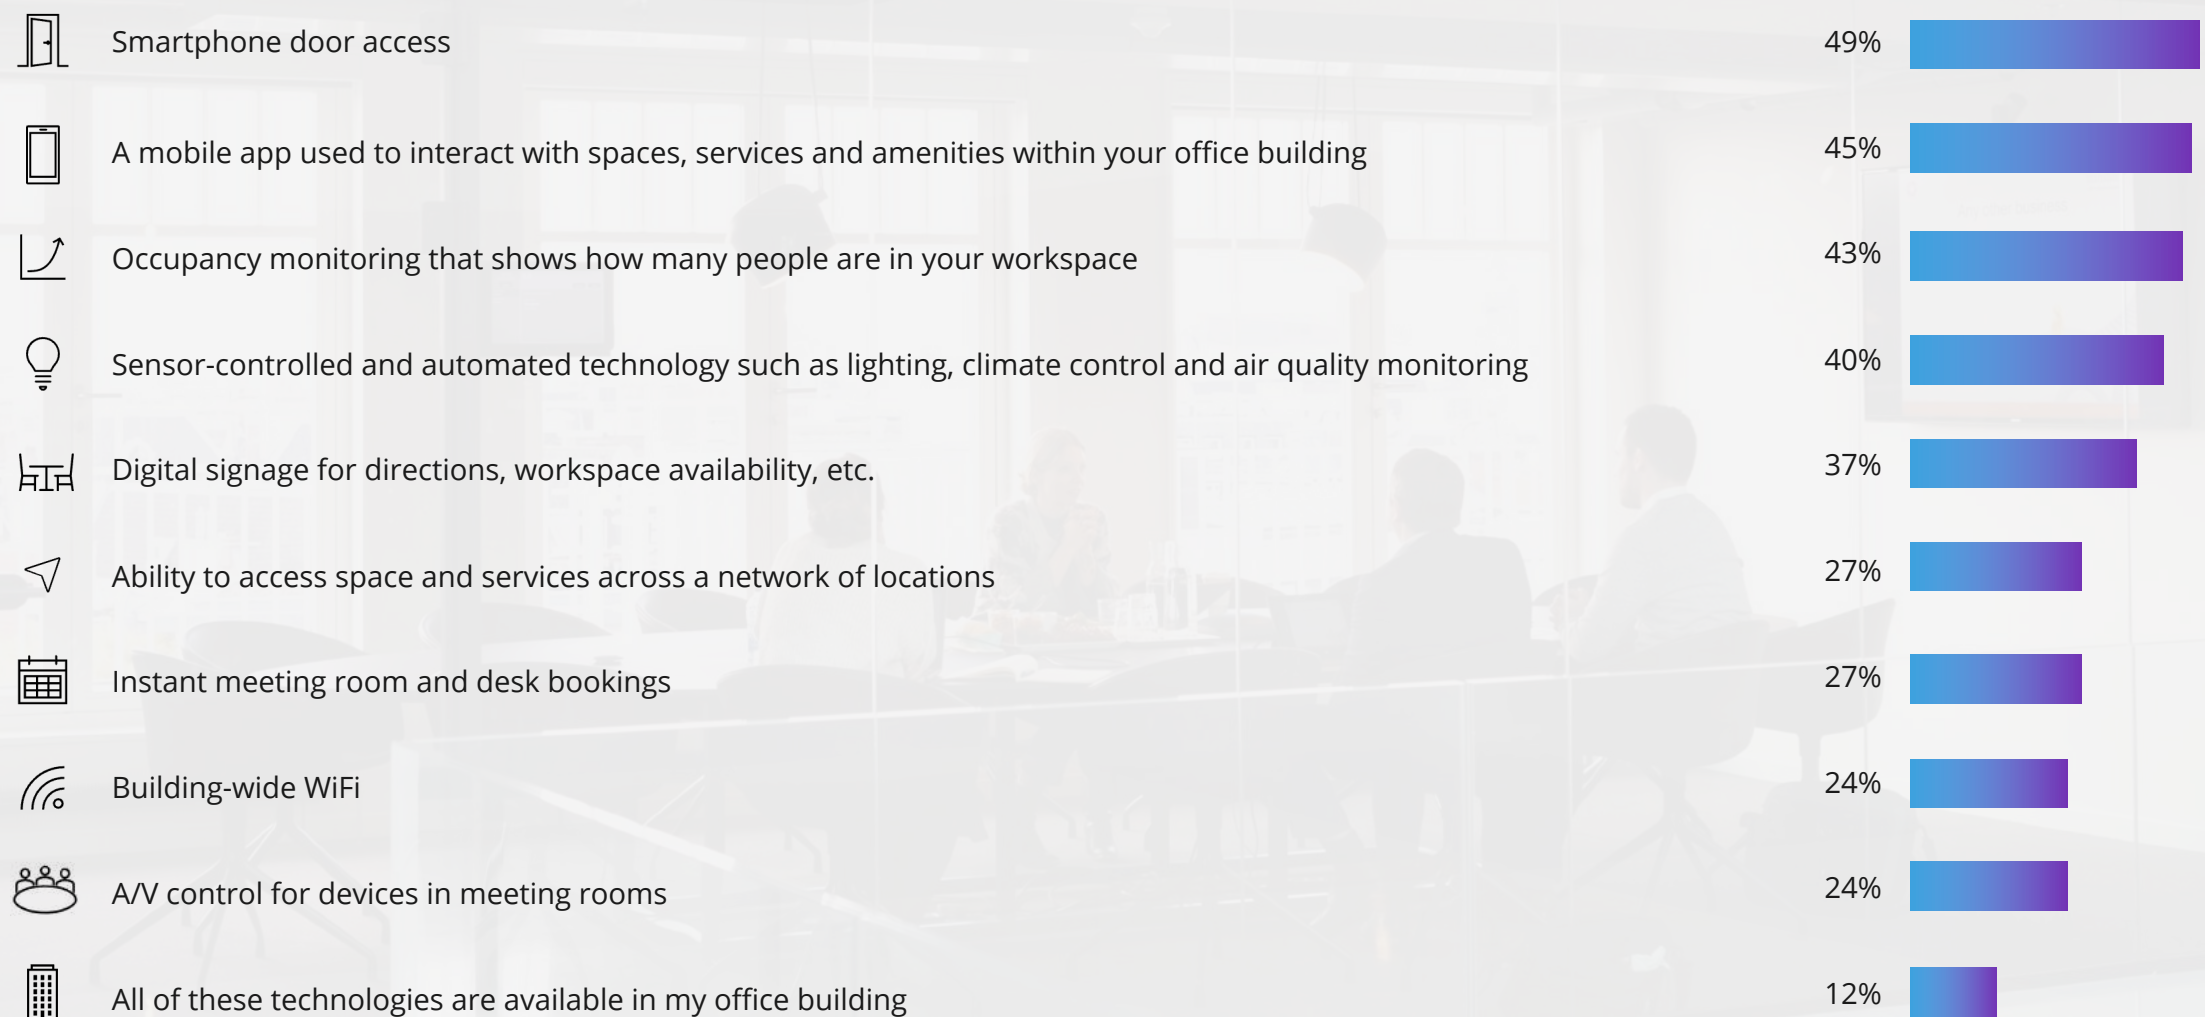 Smartphone door access 49%
A mobile app used to interact with spaces, services and amenities within your office building 45%
Occupancy monitoring that shows how many people are in your workspace 43%
Sensor-controlled and automated technology such as lighting, climate control and air quality monitoring 40%
Digital signage for directions, workspace availability, etc. 37%
Ability to access space and services across a network of locations 27%
Instant meeting room and desk bookings 27%
Building-wide WiFi 24%
A/V control for devices in meeting rooms 24%
All of these technologies are available in my office building 12%